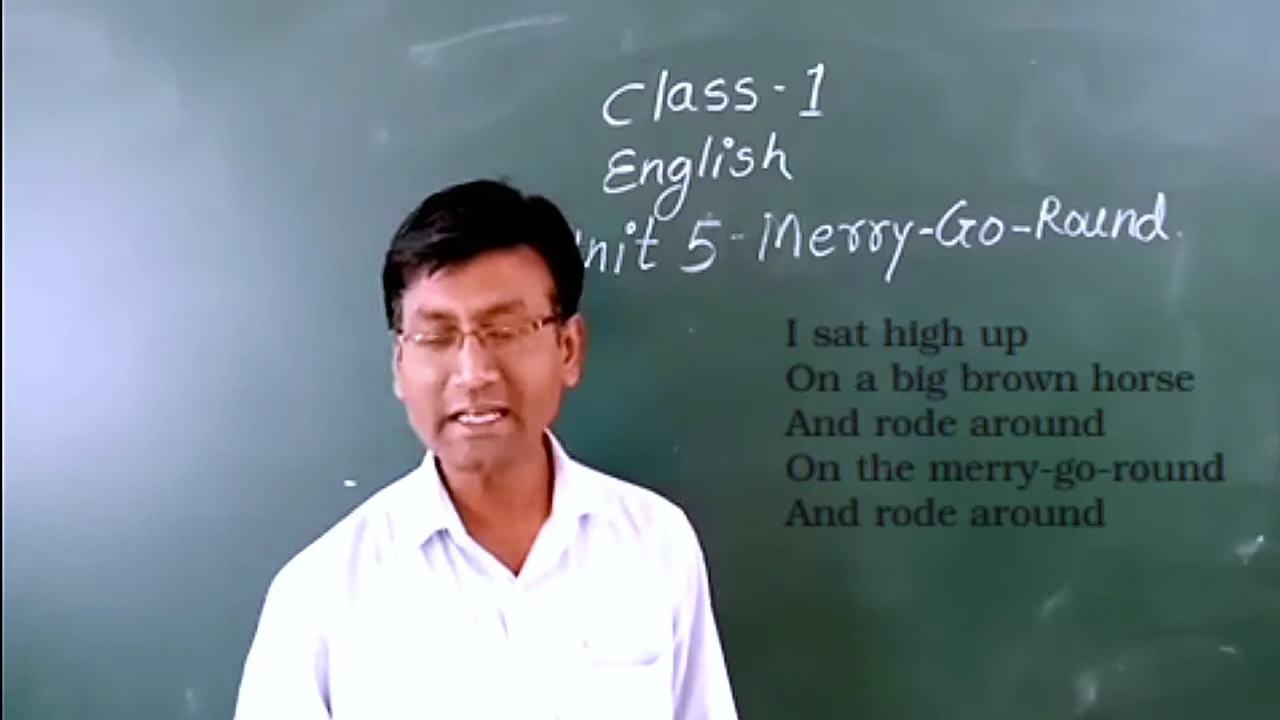 Class-1
English
Unit 5-Merry-Go-Round.
I sat high up
On a big brown horse
And rode around
On the merry-go-round
And rode around